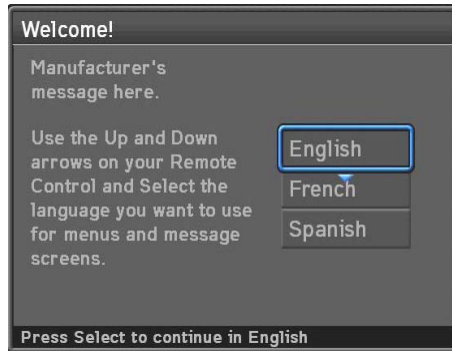 Welcome!
Manufacturer's
message here.
Use the Up and Down
arrows on your Remote
Control and Select the
language you want to use
for menus and message
screens.
English
French
Spanish
Press Select to continue in English